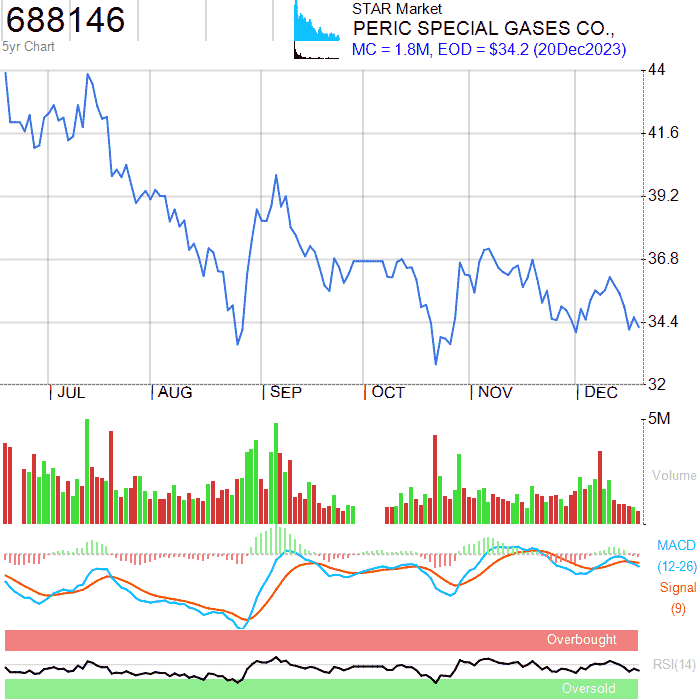 688146
STAR Market
PERIC SPECIAL GASES CO.,
5yr Chart
MC = 1.8M, EOD = $34.2 (20Dec2023)
44
41.6
39.2
36.8
34.4
32
JUL AUG SEP OCT NOV DEC
5M
Volume
MACD
(12-26)
Signal
(9)
Overbought
RSI(14)
Oversold